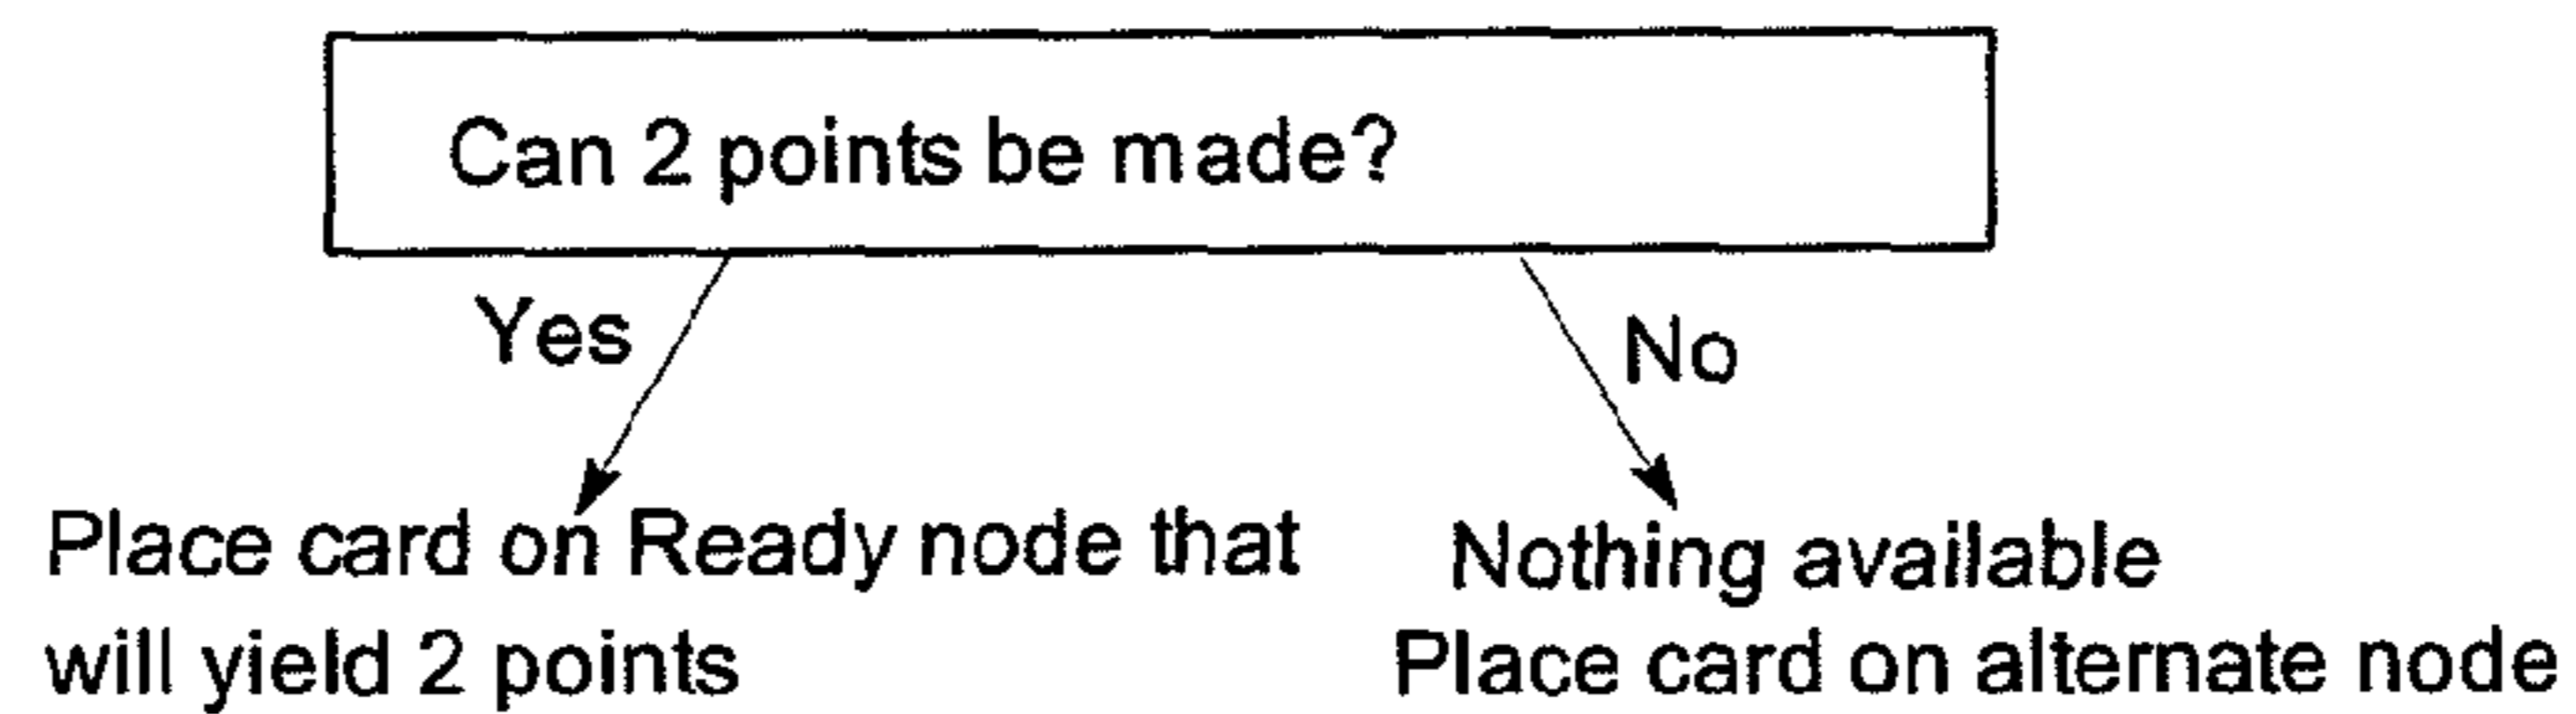 Can 2 points be made?
Yes
No
Place card on Ready node that
will yield 2 points
Nothing available
Place card on alternate node